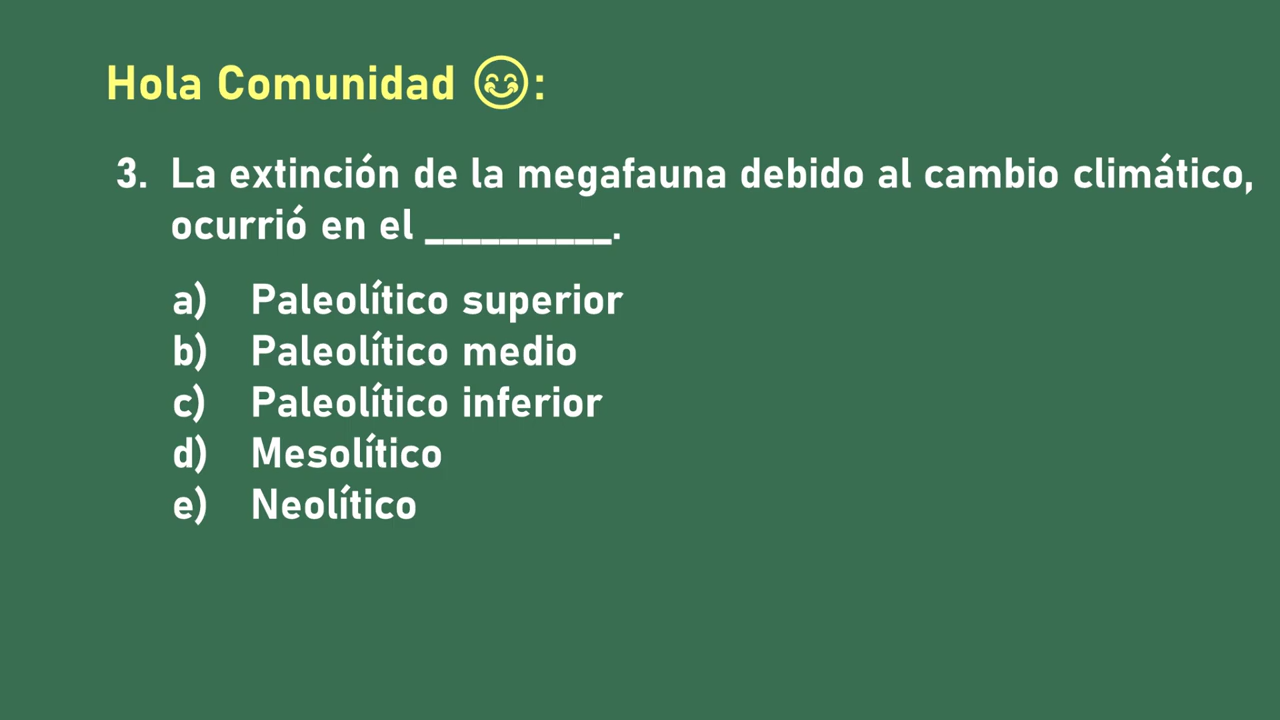 Hola Comunidad 😊:
3. La extinción de la megafauna debido al cambio climático,
ocurrió en el __________.
a) Paleolítico superior
b) Paleolítico medio
c) Paleolítico inferior
d) Mesolítico
e) Neolítico